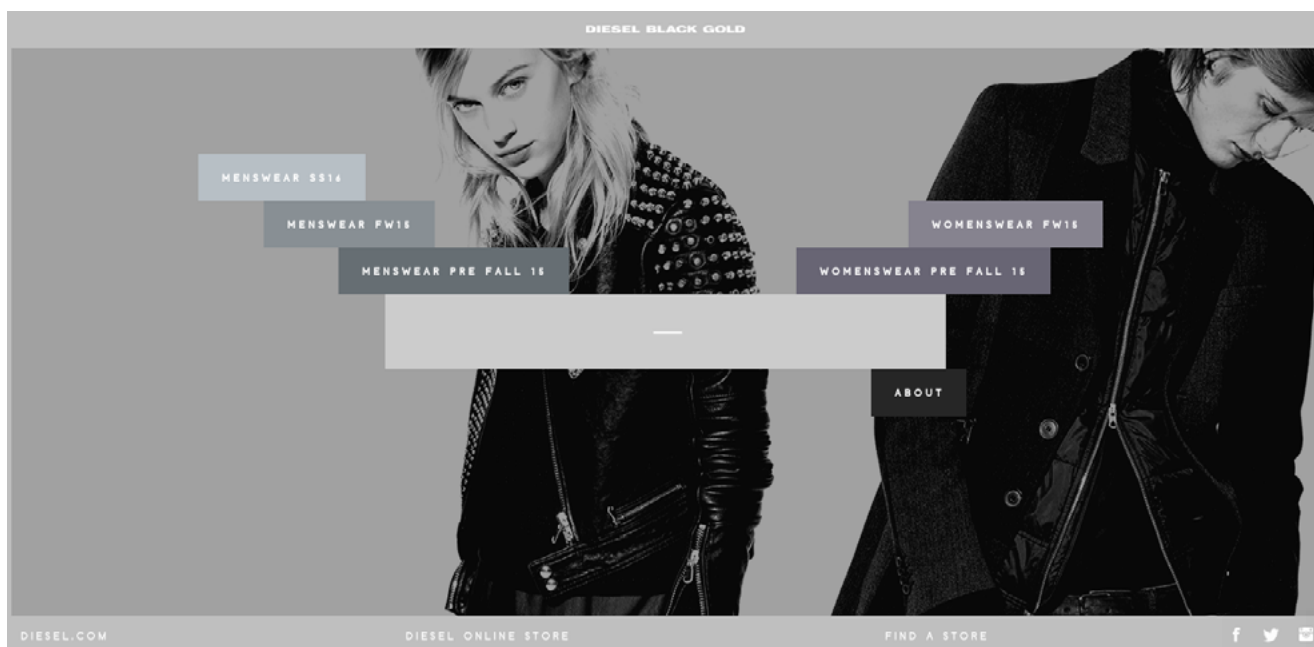 DIESEL BLACK GOLD
MENSWEAR SS16
MENSWEAR FW15
WOMENSWEAR FW15
MENSWEAR PRE FALL 15
WOMENSWEAR PRE FALL 15
ABOUT
DIESEL.COM
DIESEL ONLINE STORE
FIND A STORE